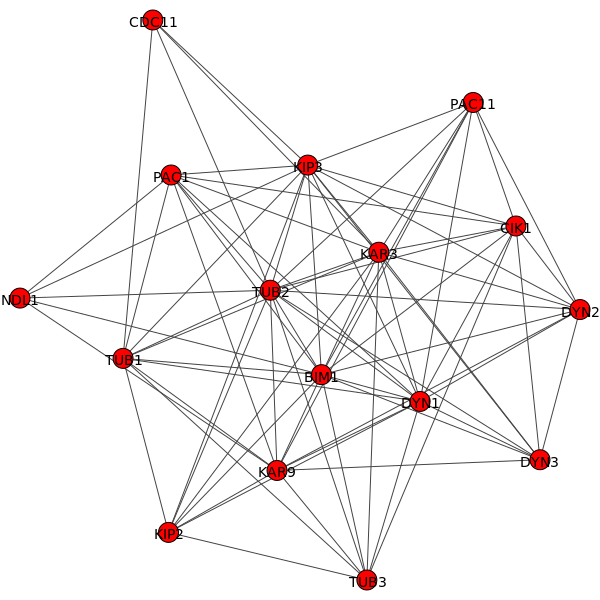 CDC11
PAC11
KIP3
PAC1
CIK1
KAR3
TUB2
NDL1
DYN2
TUB1
BIM1
DYN1
DYN3
KAR9
KIP2
TUB3